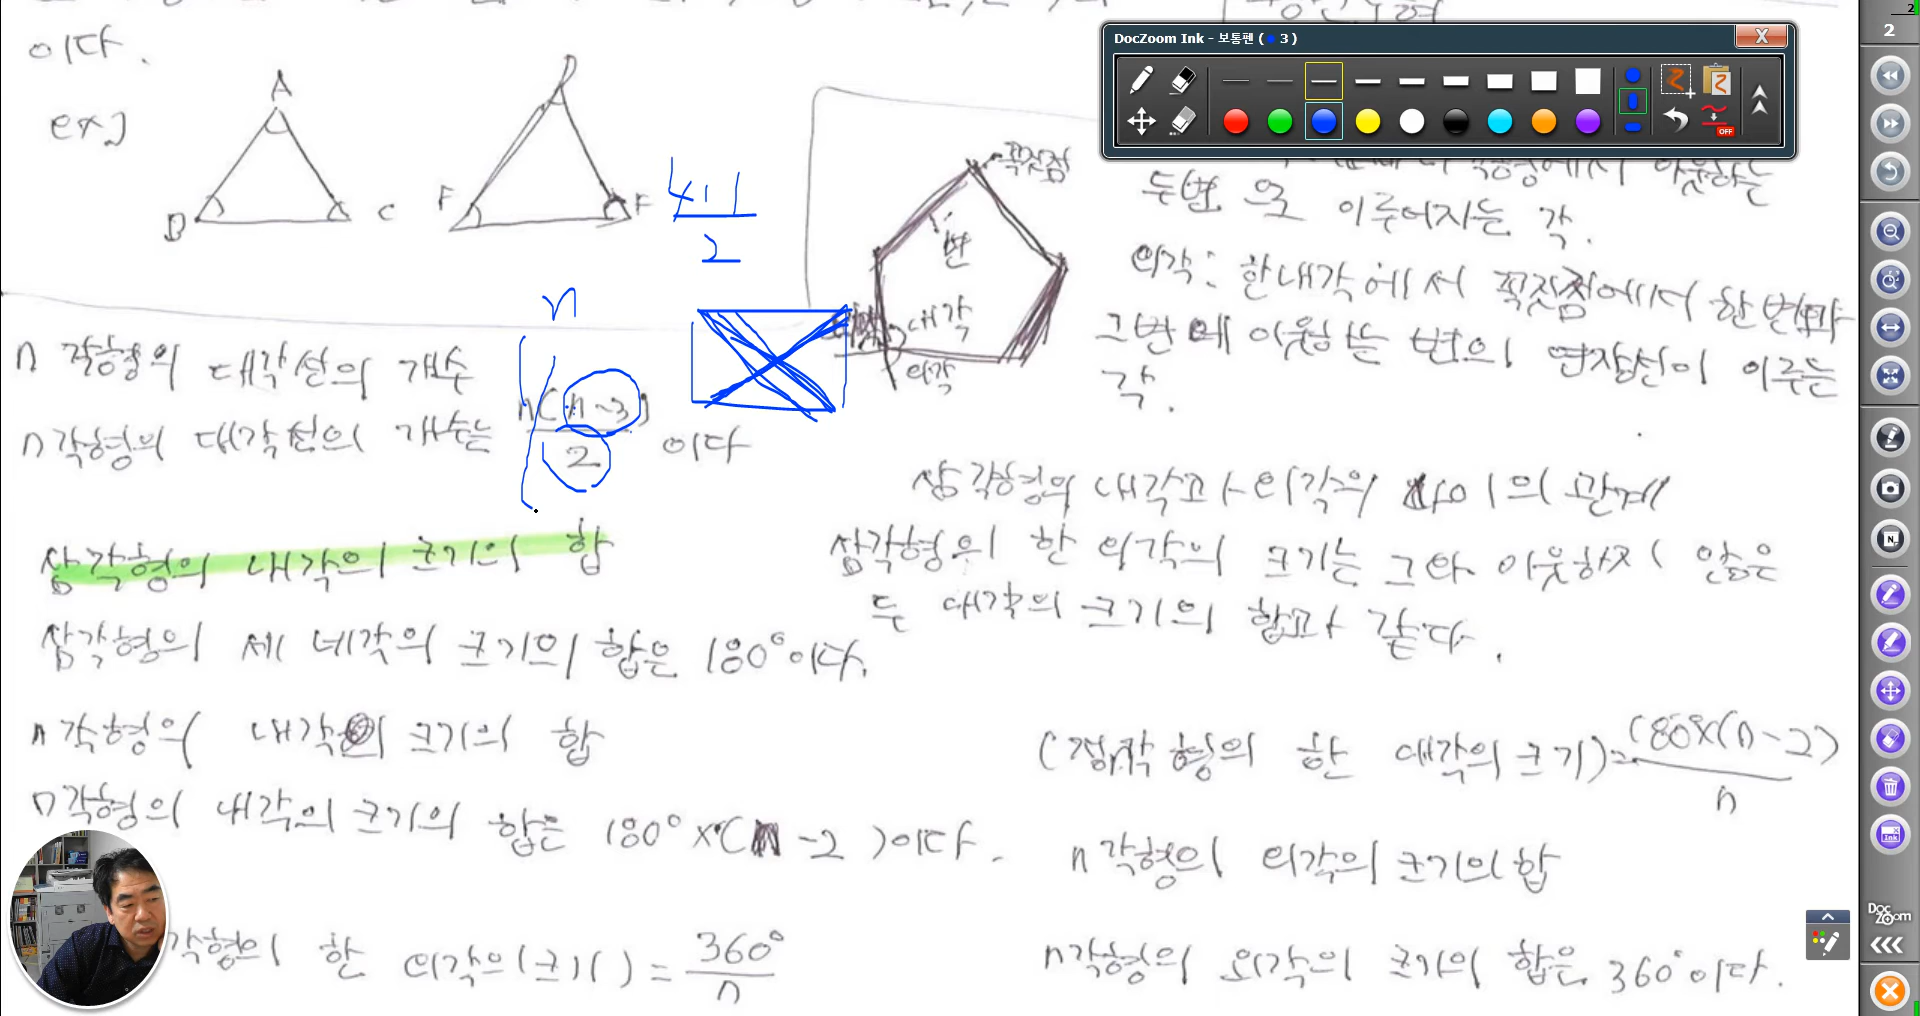 이다.
ex)
A
B
C
D
F
F
4×1
2
n
n각형의 대각선의 개수
n각형의 대각선의 개수는 n(n-3)
2
이다
삼각형의 내각의 크기의 합
삼각형의 세 내각의 크기의 합은 180°이다.
n각형의 내각의 크기의 합
n각형의 내각의 크기의 합은 180°×(n-2)이다.
각형의 한 외각의 크기) = 360°
n
꼭짓점
변
내각
외각
두변으로 이루어지는 각.
외각: 한내각에서 꼭짓점에서 한 변과
그변에 이웃하는 변의 연장선이 이루는
각.
삼각형의 내각과 외각의 사이의 관계
삼각형의 한 외각의 크기는 그와 이웃하지 않은
두 내각의 크기의 합과 같다.
(정n각형의 한 내각의 크기)= 180×(n-2)
n
n각형의 외각의 크기의 합
n각형의 외각의 크기의 합은 360°이다.
DocZoom Ink - 보통펜 ( 3 )
OFF
2
2
N
Ink
Doc
Zoom